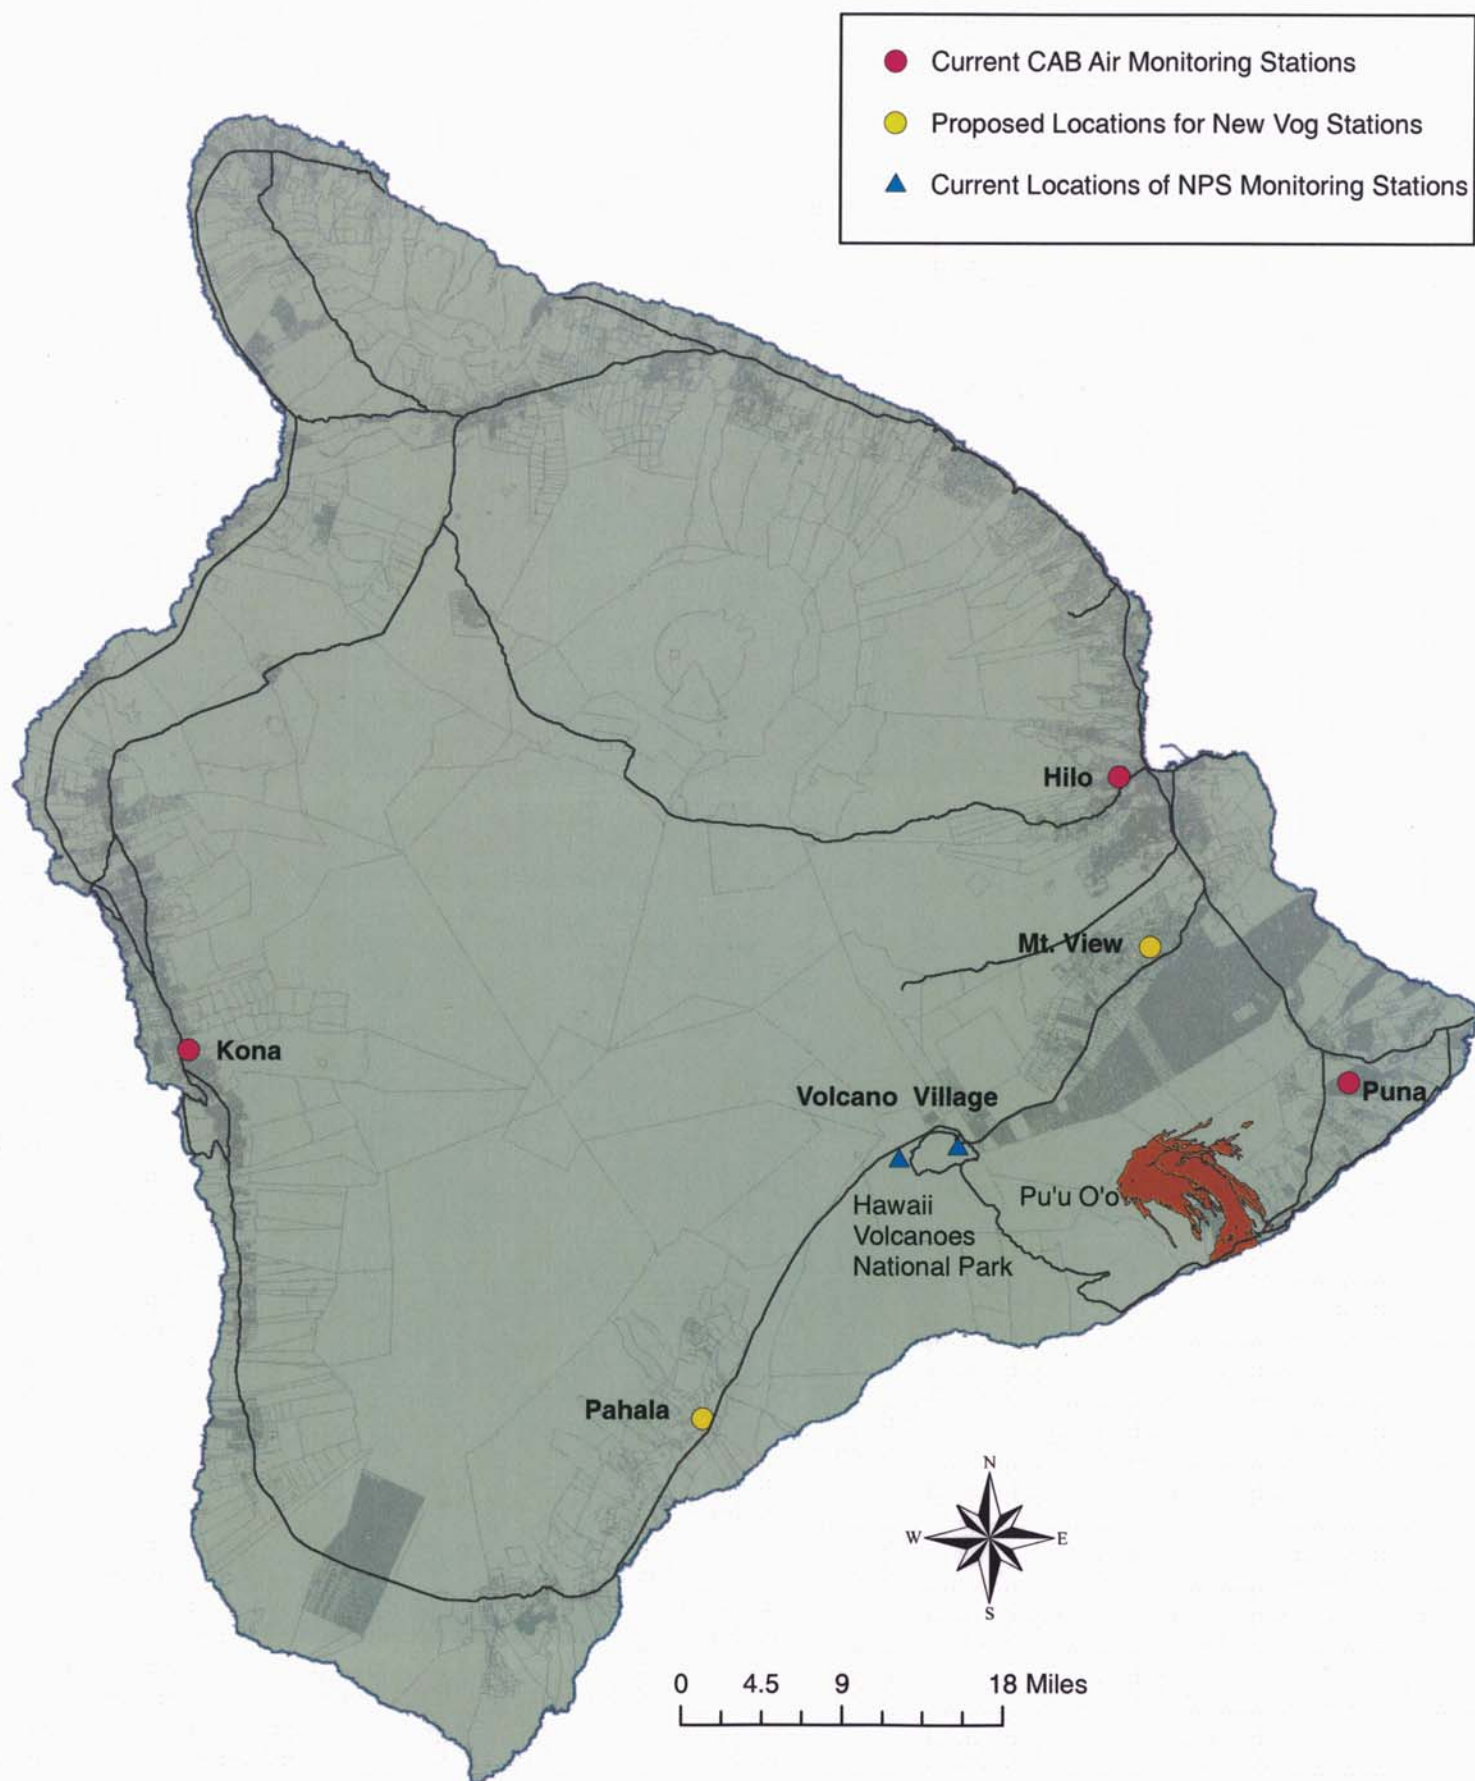 Current CAB Air Monitoring Stations
Proposed Locations for New Vog Stations
Current Locations of NPS Monitoring Stations
Hilo
Mt. View
Kona
Volcano Village
Puna
Pu'u O'o
Hawaii
Volcanoes
National Park
Pahala
N
W
E
S
0 4.5 9 18 Miles